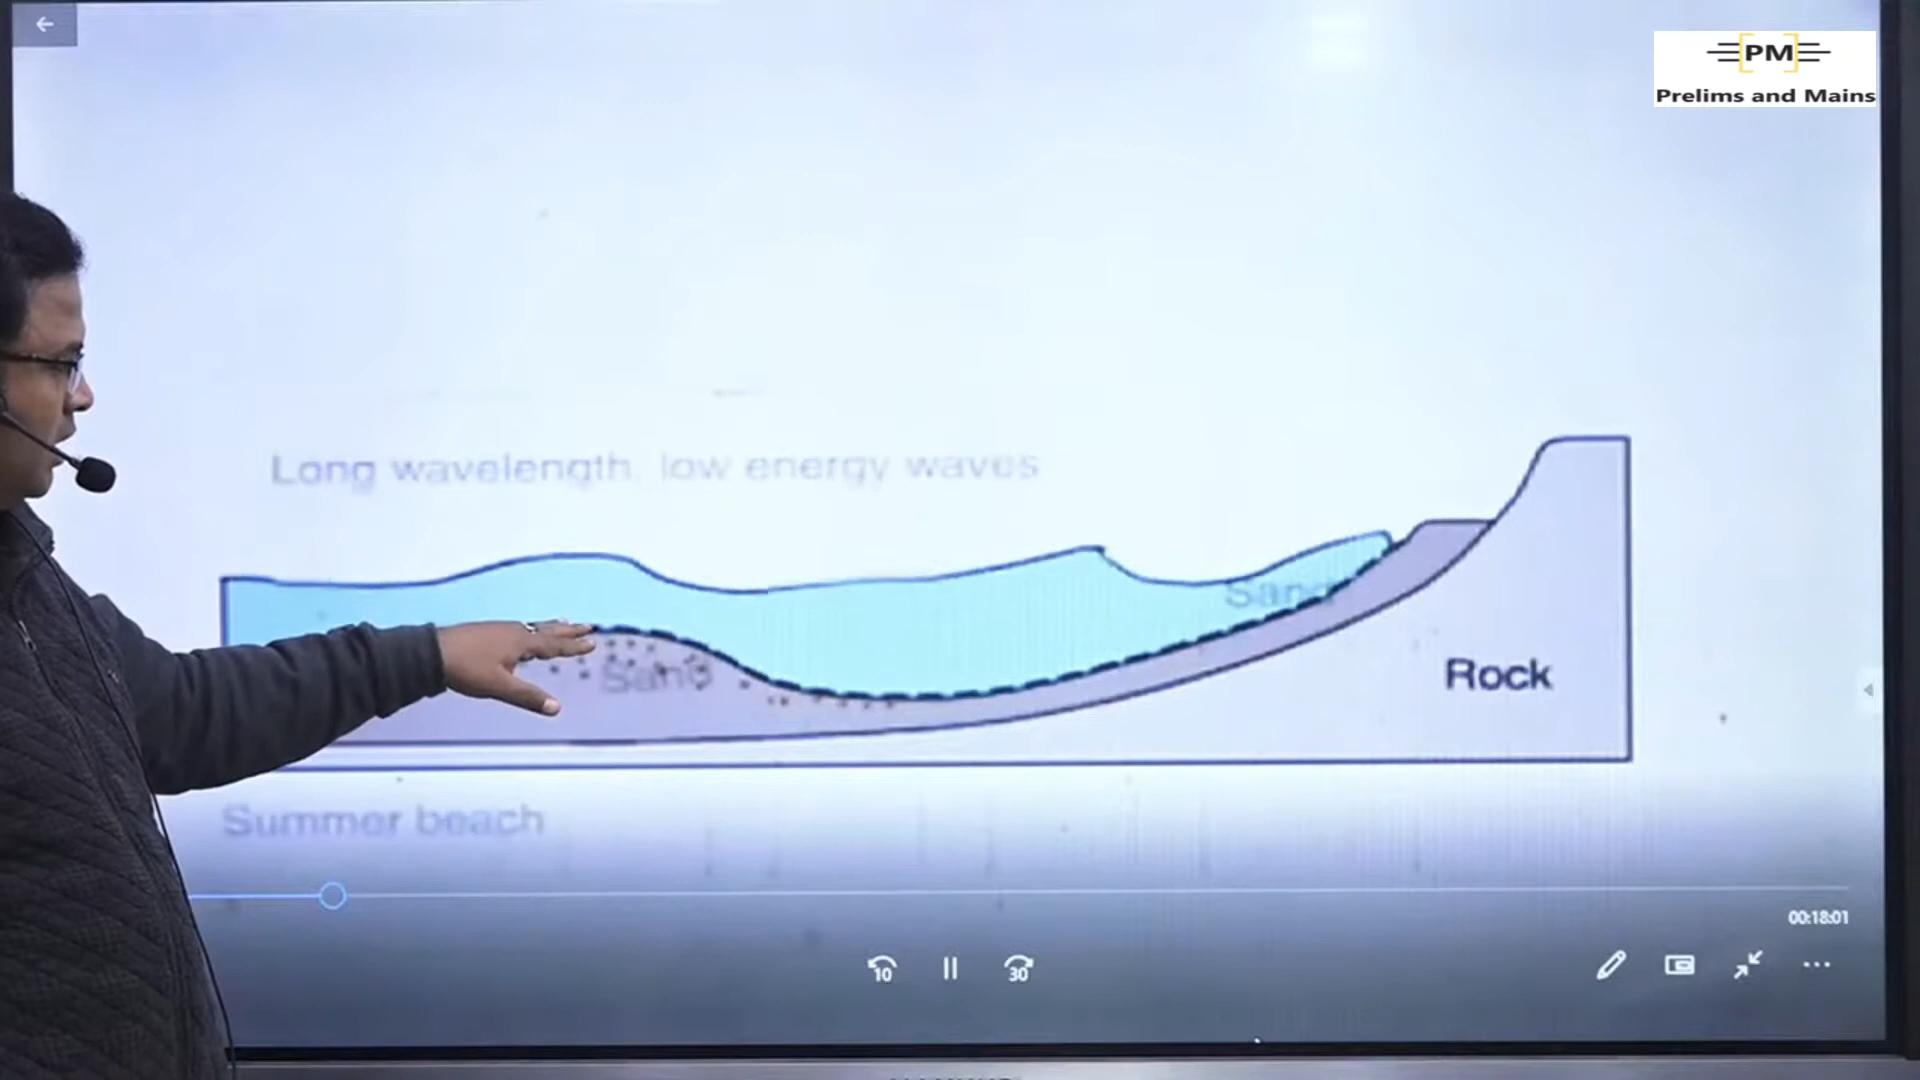 PM
Prelims and Mains
Long wavelength, low energy waves
Sand
Sand
Rock
Summer beach
00:18:01
10
30